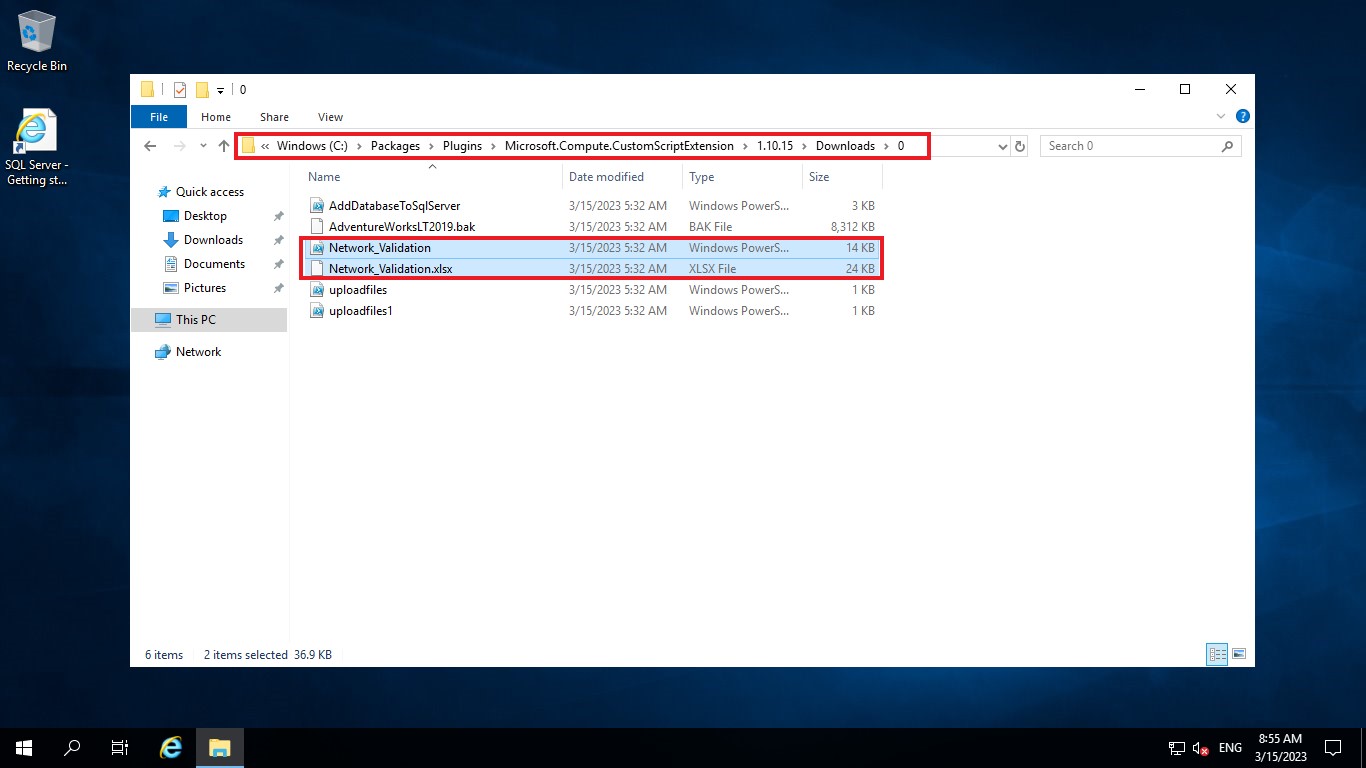 Recycle Bin
SQL Server -
Getting st...
0
File Home Share View
« Windows (C:) > Packages > Plugins > Microsoft.Compute.CustomScriptExtension > 1.10.15 > Downloads > 0
Search 0
Name Date modified Type Size
Quick access
Desktop
Downloads
Documents
Pictures
This PC
Network
AddDatabaseToSqlServer 3/15/2023 5:32 AM Windows PowerS... 3 KB
AdventureWorksLT2019.bak 3/15/2023 5:32 AM BAK File 8,312 KB
Network_Validation 3/15/2023 5:32 AM Windows PowerS... 14 KB
Network_Validation.xlsx 3/15/2023 5:32 AM XLSX File 24 KB
uploadfiles 3/15/2023 5:32 AM Windows PowerS... 1 KB
uploadfiles1 3/15/2023 5:32 AM Windows PowerS... 1 KB
6 items 2 items selected 36.9 KB
ENG
8:55 AM
3/15/2023